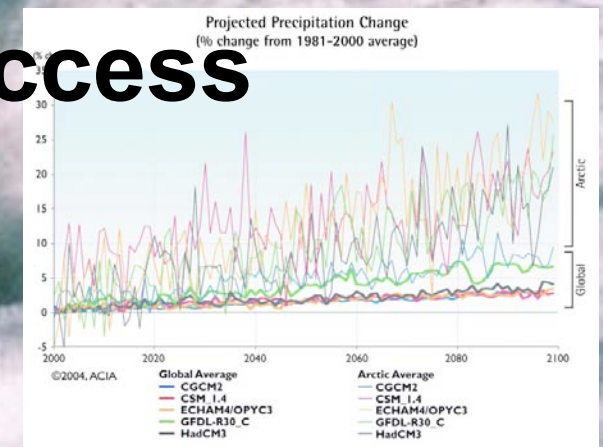 Projected Precipitation Change
(% change from 1981-2000 average)
ccess
30
25
20
15
10
5
0
-5
2000 2020 2040 2060 2080 2100
Arctic
Global
©2004, ACIA
Global Average
CGCM2
CSM_1.4
ECHAM4/OPYC3
GFDL-R30_C
HadCM3
Arctic Average
CGCM2
CSM_1.4
ECHAM4/OPYC3
GFDL-R30_C
HadCM3